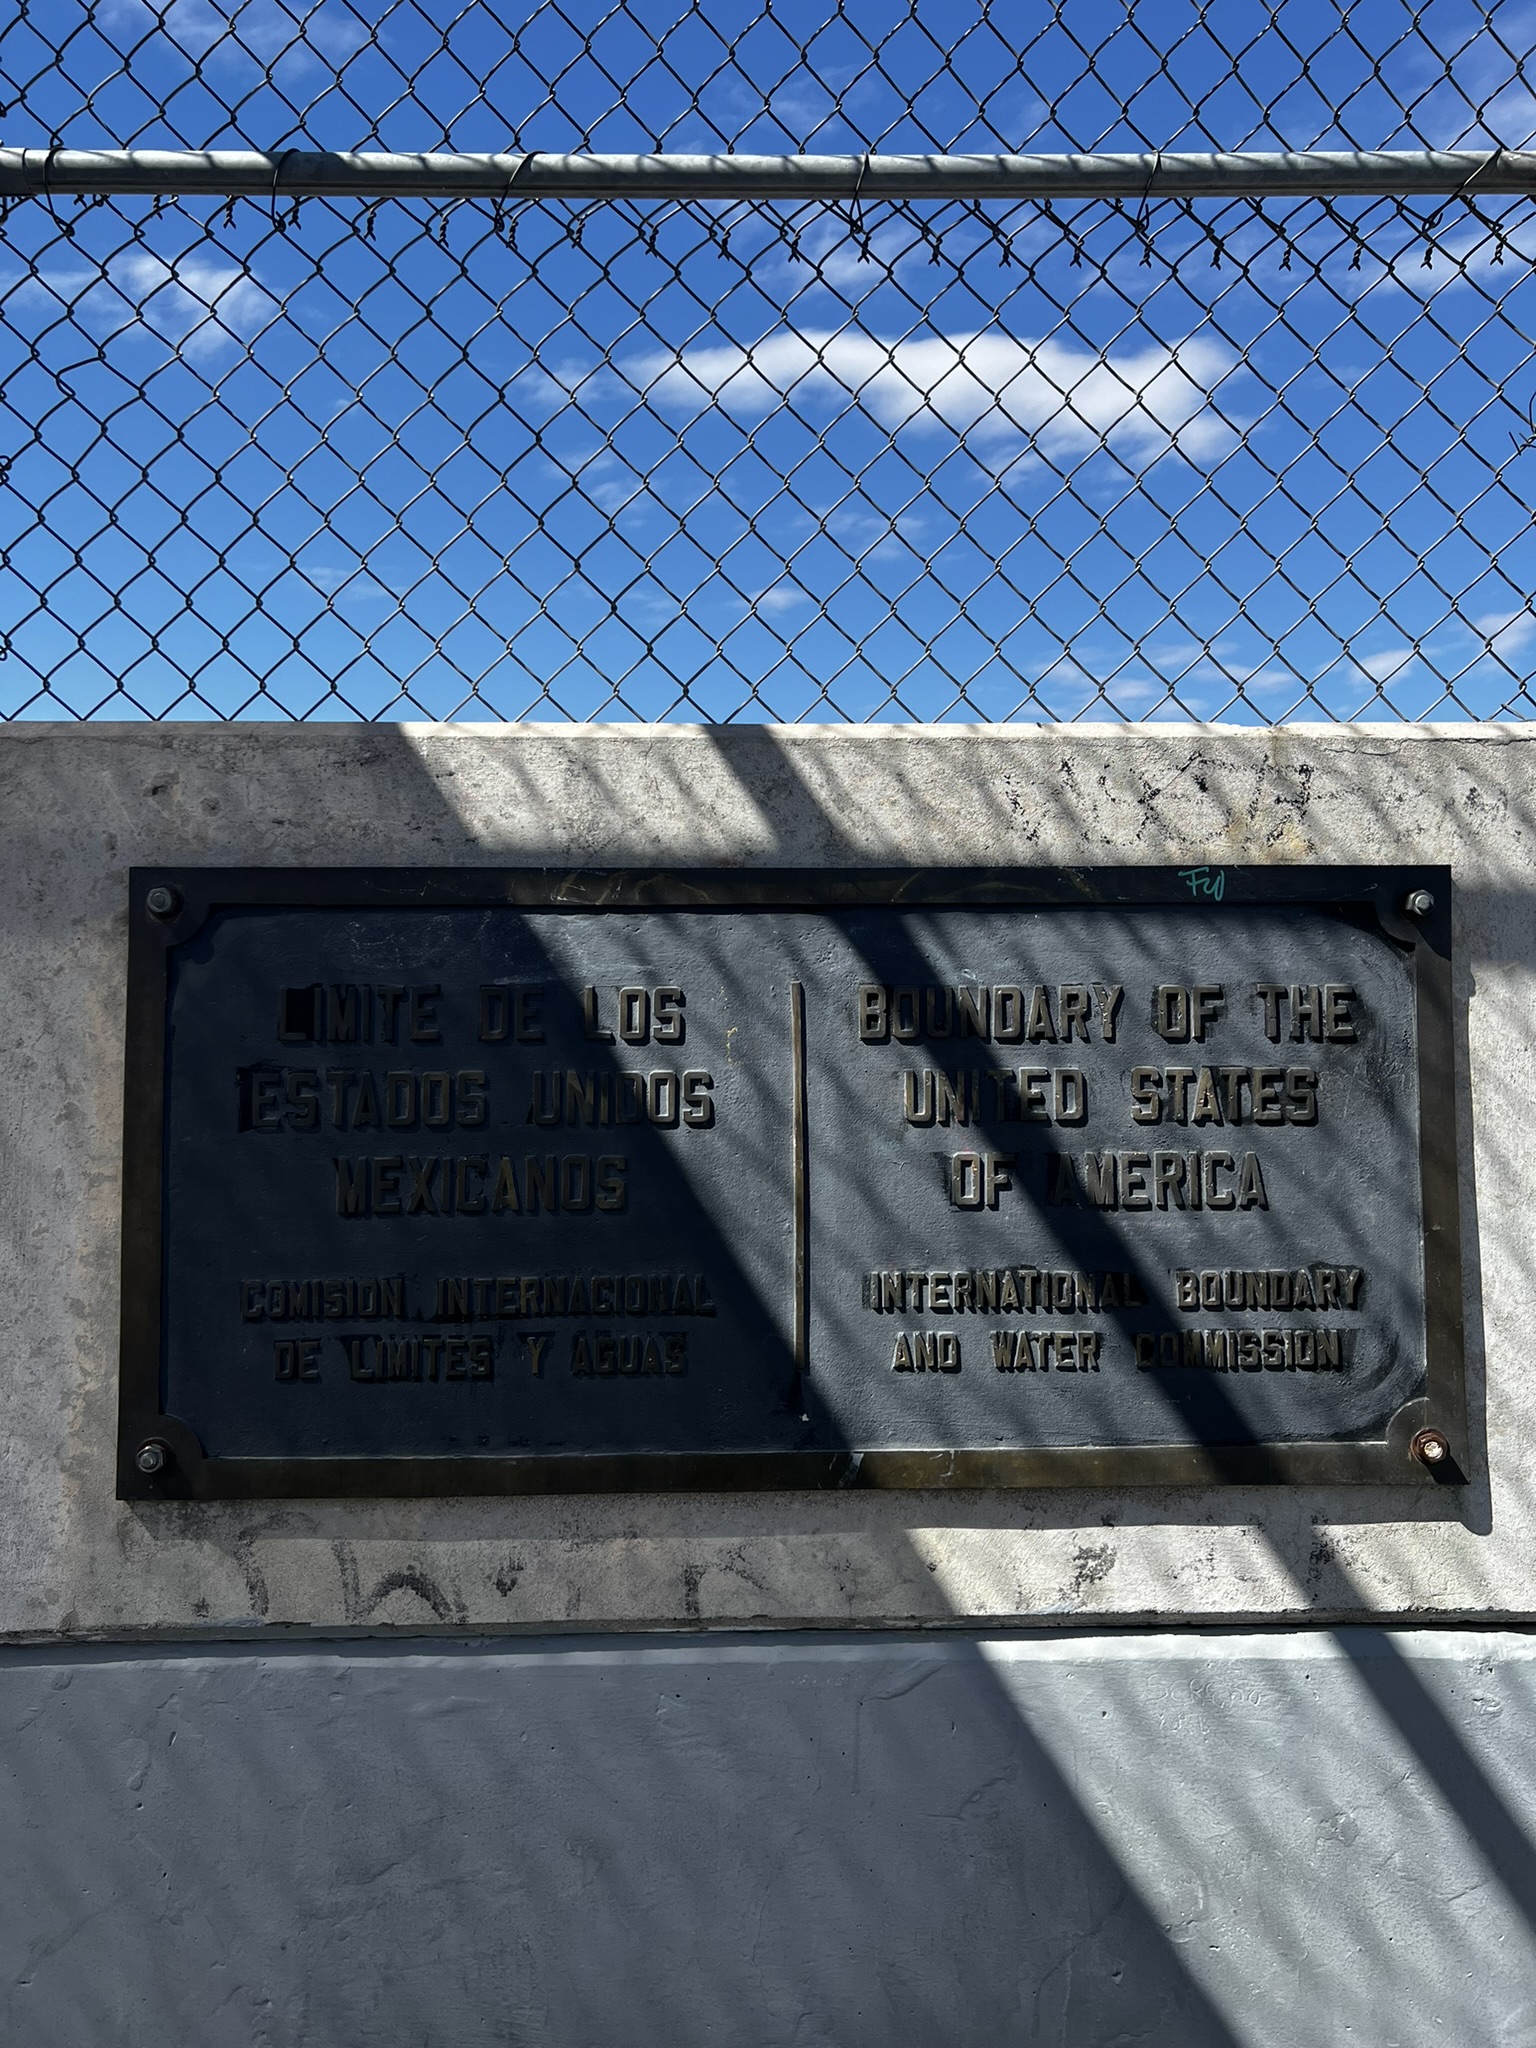 LIMITE DE LOS
ESTADOS UNIDOS
MEXICANOS
COMISION INTERNACIONAL
DE LIMITES Y AGUAS
BOUNDARY OF THE
UNITED STATES
OF AMERICA
INTERNATIONAL BOUNDARY
AND WATER COMMISSION